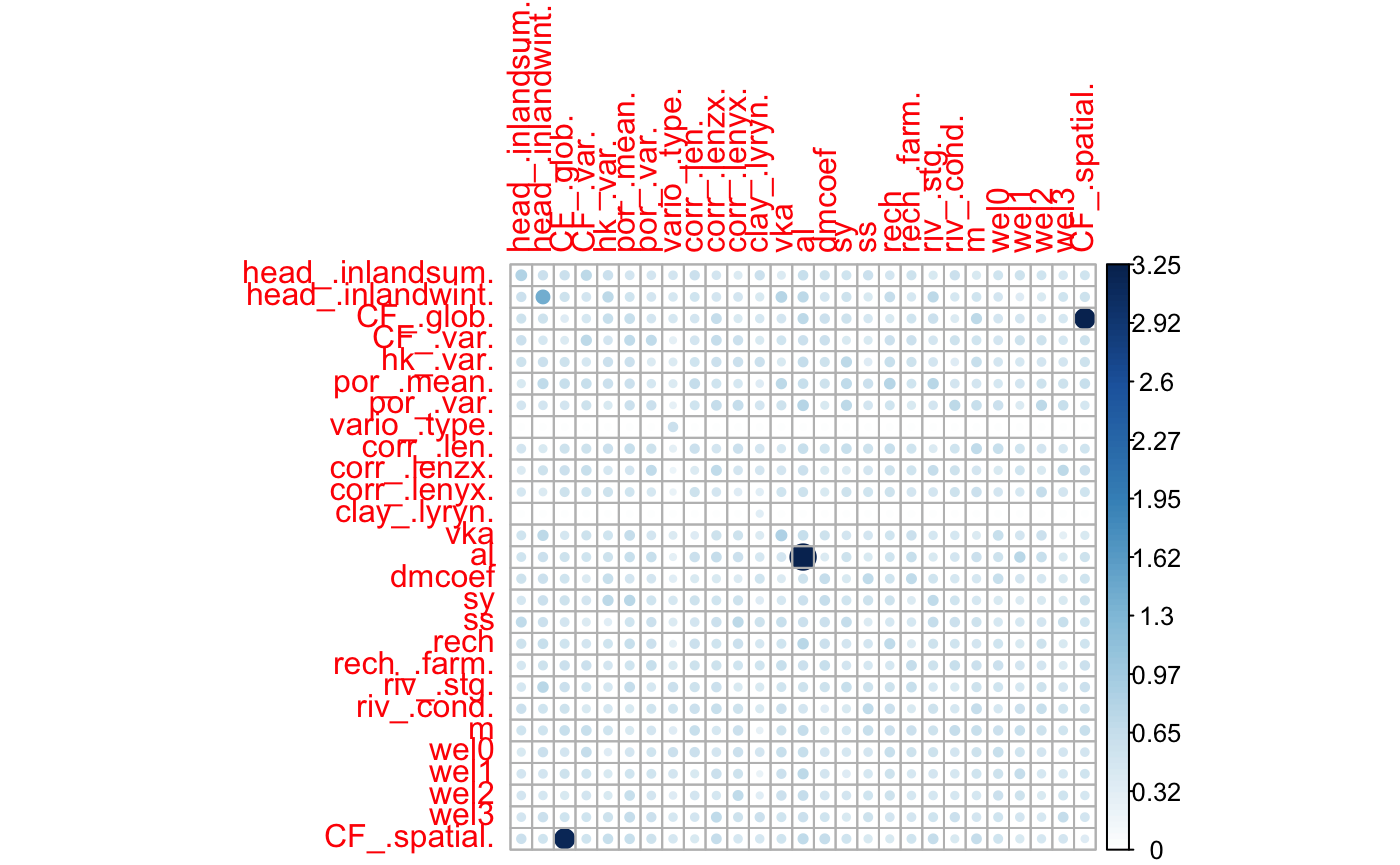 head_.inlandsum.
head_.inlandwint.
CF_.glob.
CF_.var.
hk_.var.
por_.mean.
por_.var.
vario_.type.
corr_.len.
corr_.lenzx.
corr_.lenyx.
clay_.lyryn.
vka
al
dmcoef
sy
ss
rech
rech_.farm.
riv_.stg.
riv_.cond.
m
wel0
wel1
wel2
wel3
CF_.spatial.
head_.inlandsum.
head_.inlandwint.
CF_.glob.
CF_.var.
hk_.var.
por_.mean.
por_.var.
vario_.type.
corr_.len.
corr_.lenzx.
corr_.lenyx.
clay_.lyryn.
vka
al
dmcoef
sy
ss
rech
rech_.farm.
riv_.stg.
riv_.cond.
m
wel0
wel1
wel2
wel3
CF_.spatial.
3.25
2.92
2.6
2.27
1.95
1.62
1.3
0.97
0.65
0.32
0